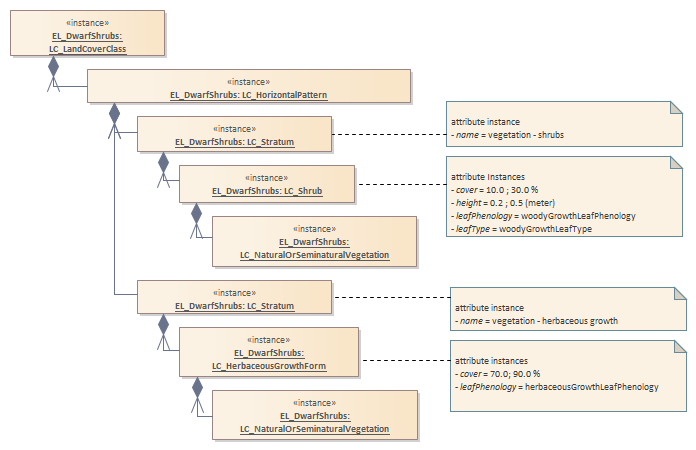 «instance»
EL_DwarfShrubs:
LC_LandCoverClass
«instance»
EL_DwarfShrubs: LC_HorizontalPattern
«instance»
EL_DwarfShrubs: LC_Stratum
attribute instance
- name = vegetation - shrubs
«instance»
EL_DwarfShrubs: LC_Shrub
attribute Instances
- cover = 10.0 ; 30.0 %
- height = 0.2 ; 0.5 (meter)
- leafPhenology = woodyGrowthLeafPhenology
- leafType = woodyGrowthLeafType
«instance»
EL_DwarfShrubs:
LC_NaturalOrSeminaturalVegetation
«instance»
EL_DwarfShrubs: LC_Stratum
attribute instance
- name = vegetation - herbaceous growth
«instance»
EL_DwarfShrubs:
LC_HerbaceousGrowthForm
attribute instances
- cover = 70.0; 90.0 %
- leafPhenology = herbaceousGrowthLeafPhenology
«instance»
EL_DwarfShrubs:
LC_NaturalOrSeminaturalVegetation